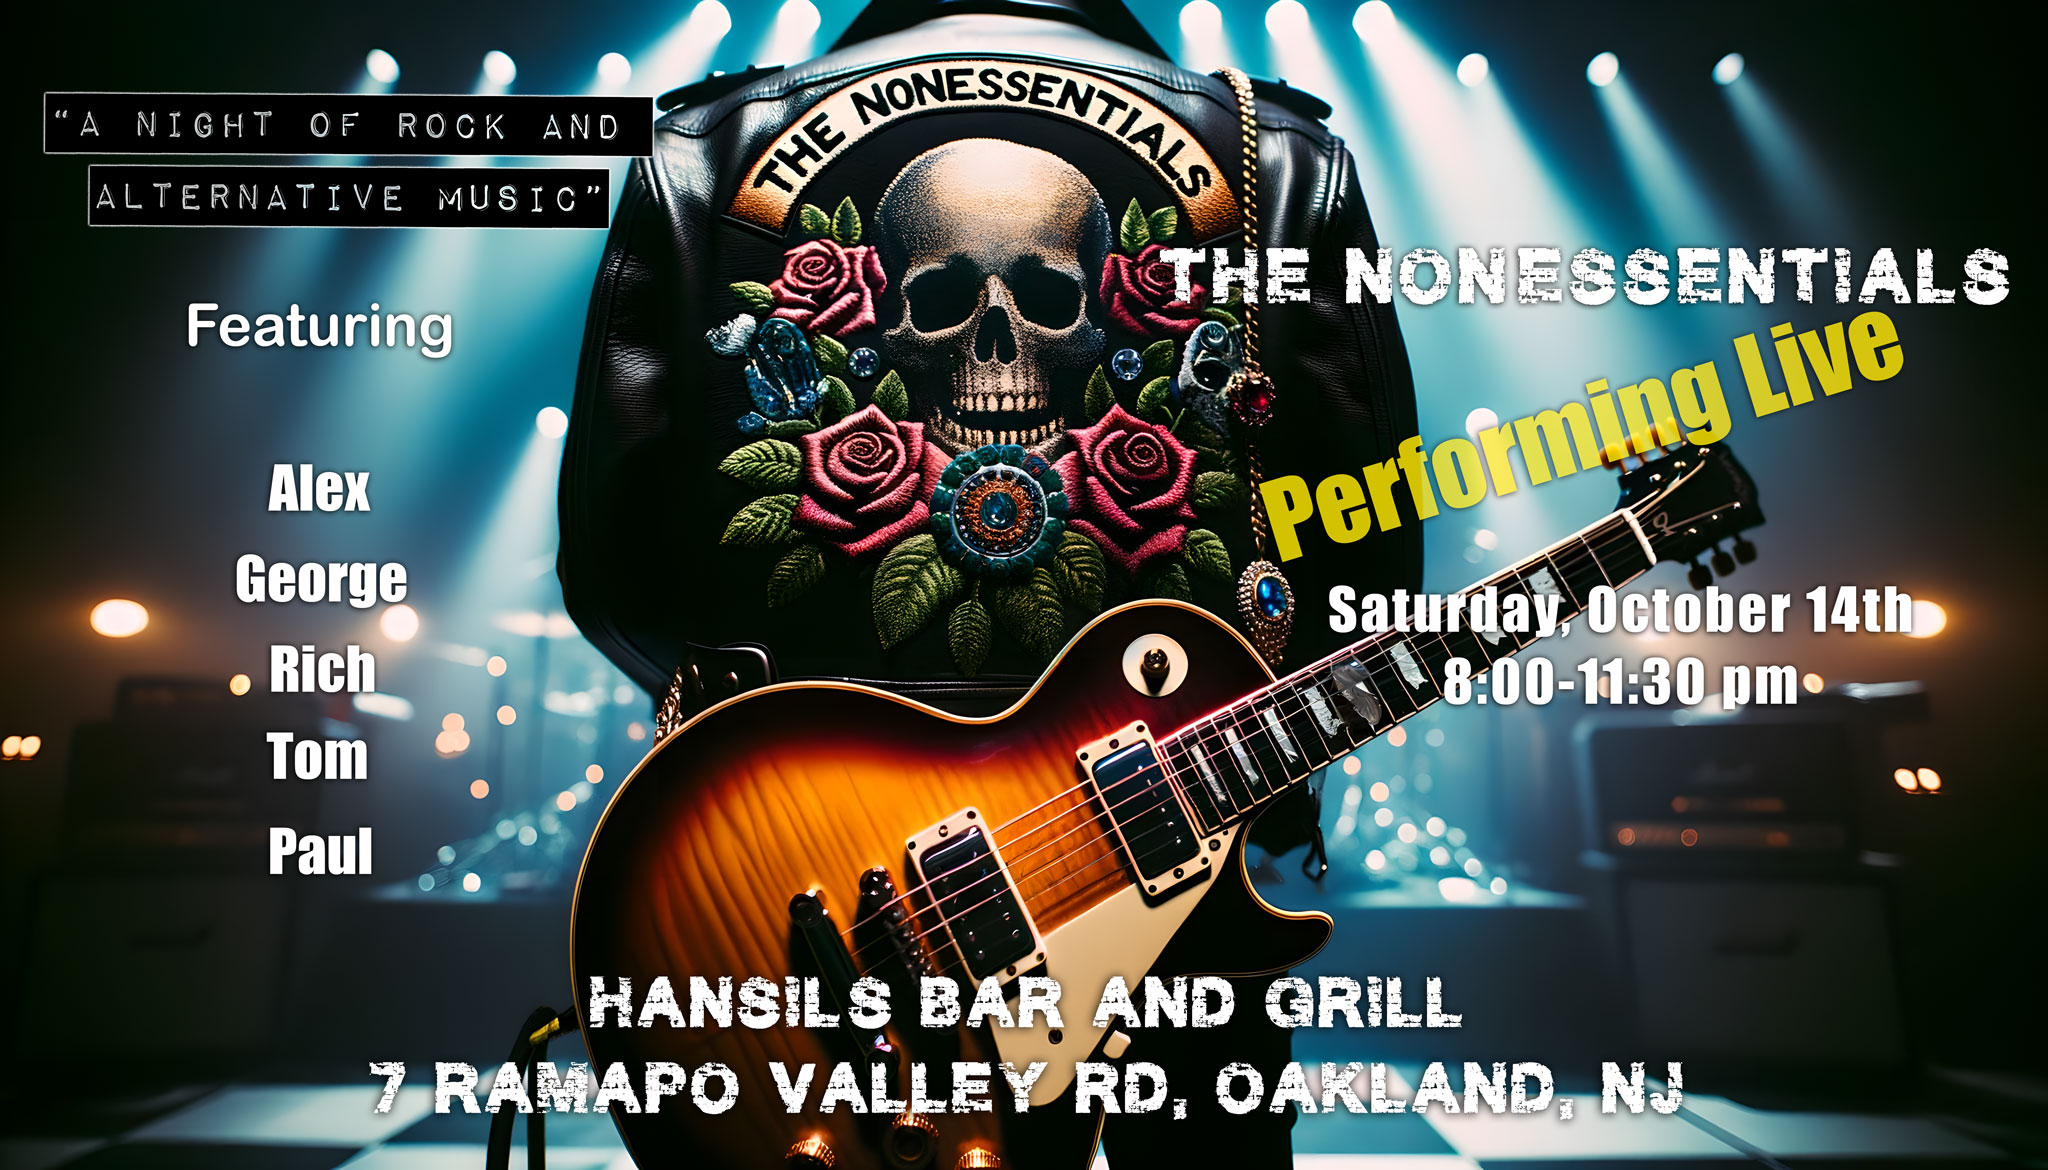 "A NIGHT OF ROCK AND
ALTERNATIVE MUSIC"
THE NONESSENTIALS
THE NONESSENTIALS
Performing Live
Featuring
Alex
George
Rich
Tom
Paul
Saturday, October 14th
8:00-11:30 pm
HANSILS BAR AND GRILL
7 RAMAPO VALLEY RD, OAKLAND, NJ